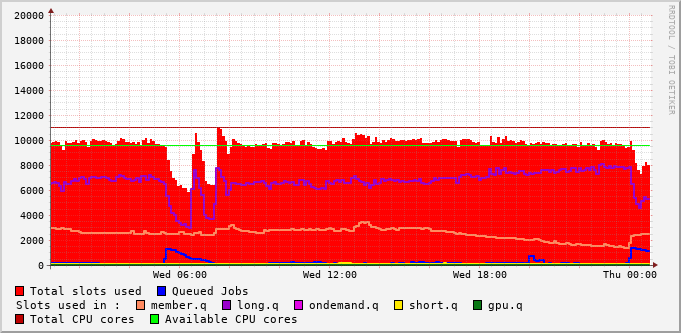 20000
18000
16000
14000
12000
10000
8000
6000
4000
2000
0
Wed 06:00 Wed 12:00 Wed 18:00 Thu 00:00
RRDTOOL / TOBI OETIKER
Total slots used Queued Jobs
Slots used in : member.q long.q ondemand.q short.q gpu.q
Total CPU cores Available CPU cores